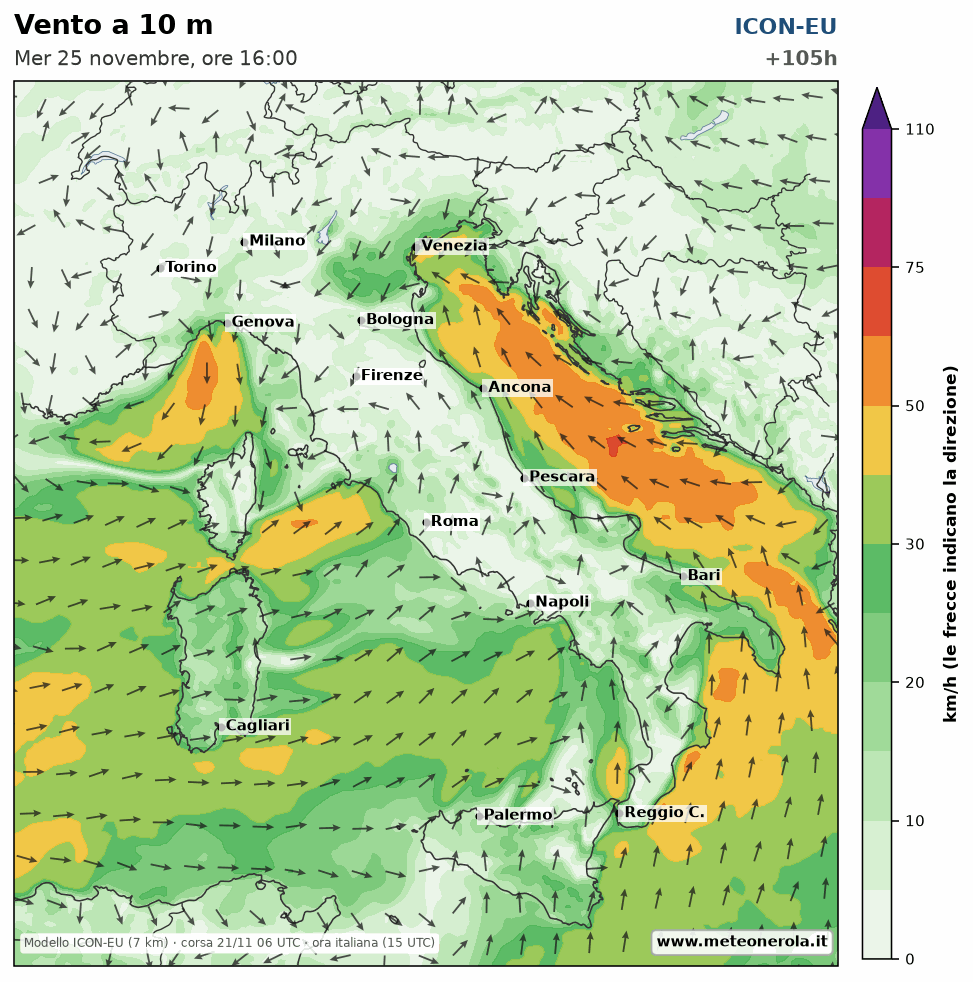 Vento a 10 m
ICON-EU
Mer 25 novembre, ore 16:00
+105h
110
75
50
30
20
10
0
km/h (le frecce indicano la direzione)
Venezia
Milano
Torino
Genova
Bologna
Firenze
Ancona
Pescara
Roma
Bari
Napoli
Cagliari
Palermo
Reggio C.
Modello ICON-EU (7 km) · corsa 21/11 06 UTC · ora italiana (15 UTC)
www.meteonerola.it